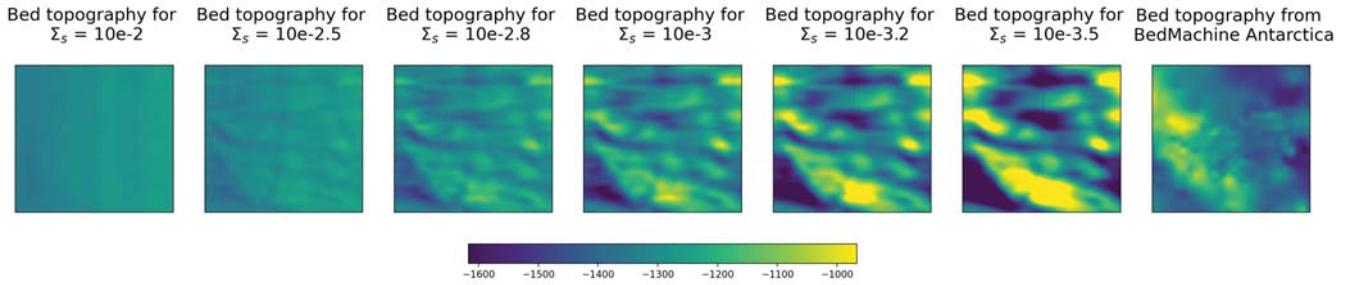 Bed topography for
Σₛ = 10e-2
Bed topography for
Σₛ = 10e-2.5
Bed topography for
Σₛ = 10e-2.8
Bed topography for
Σₛ = 10e-3
Bed topography for
Σₛ = 10e-3.2
Bed topography for
Σₛ = 10e-3.5
Bed topography from
BedMachine Antarctica
−1600 −1500 −1400 −1300 −1200 −1100 −1000